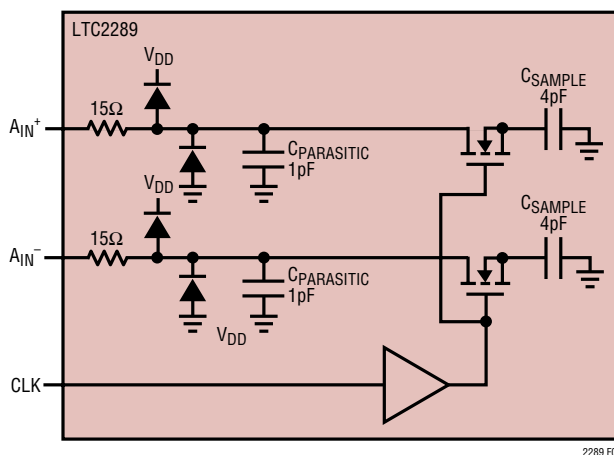 LTC2289
VDD
CSAMPLE
4pF
15Ω
AIN+
CPARASITIC
1pF
VDD
CSAMPLE
4pF
15Ω
AIN–
CPARASITIC
1pF
VDD
CLK